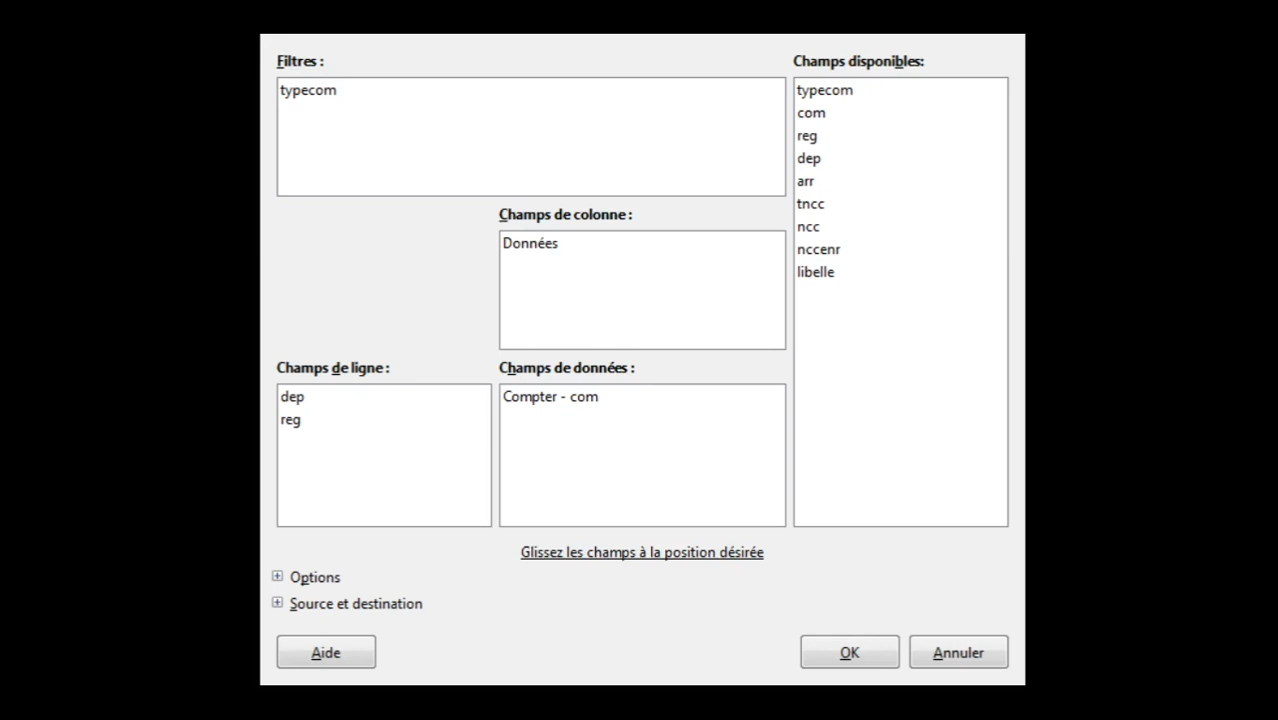 Filtres :
typecom
Champs de colonne :
Données
Champs de ligne :
dep
reg
Champs de données :
Compter - com
Champs disponibles:
typecom
com
reg
dep
arr
tncc
ncc
nccenr
libelle
Glissez les champs à la position désirée
Options
Source et destination
Aide
OK
Annuler